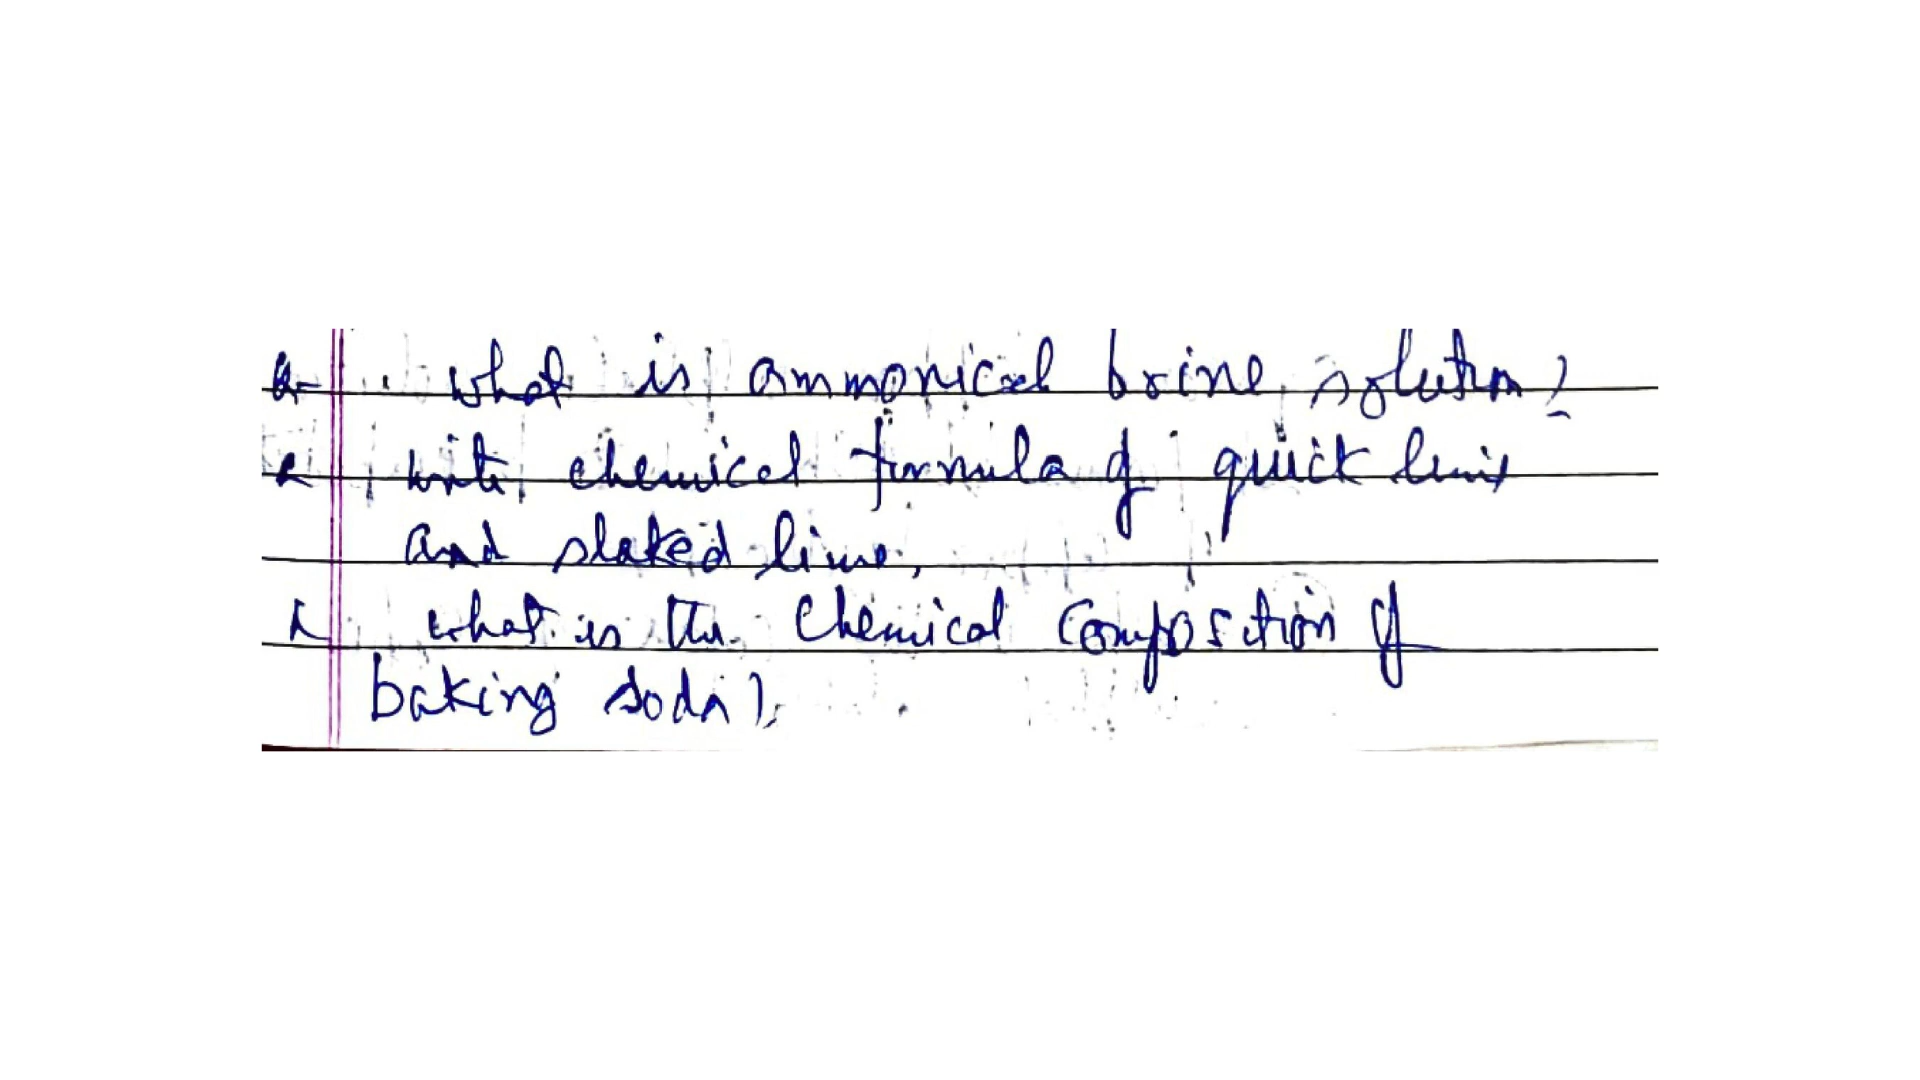 What is ammonical brine solution?
write chemical formula of quick lime
and slaked lime.
what is the chemical composition of
baking soda?